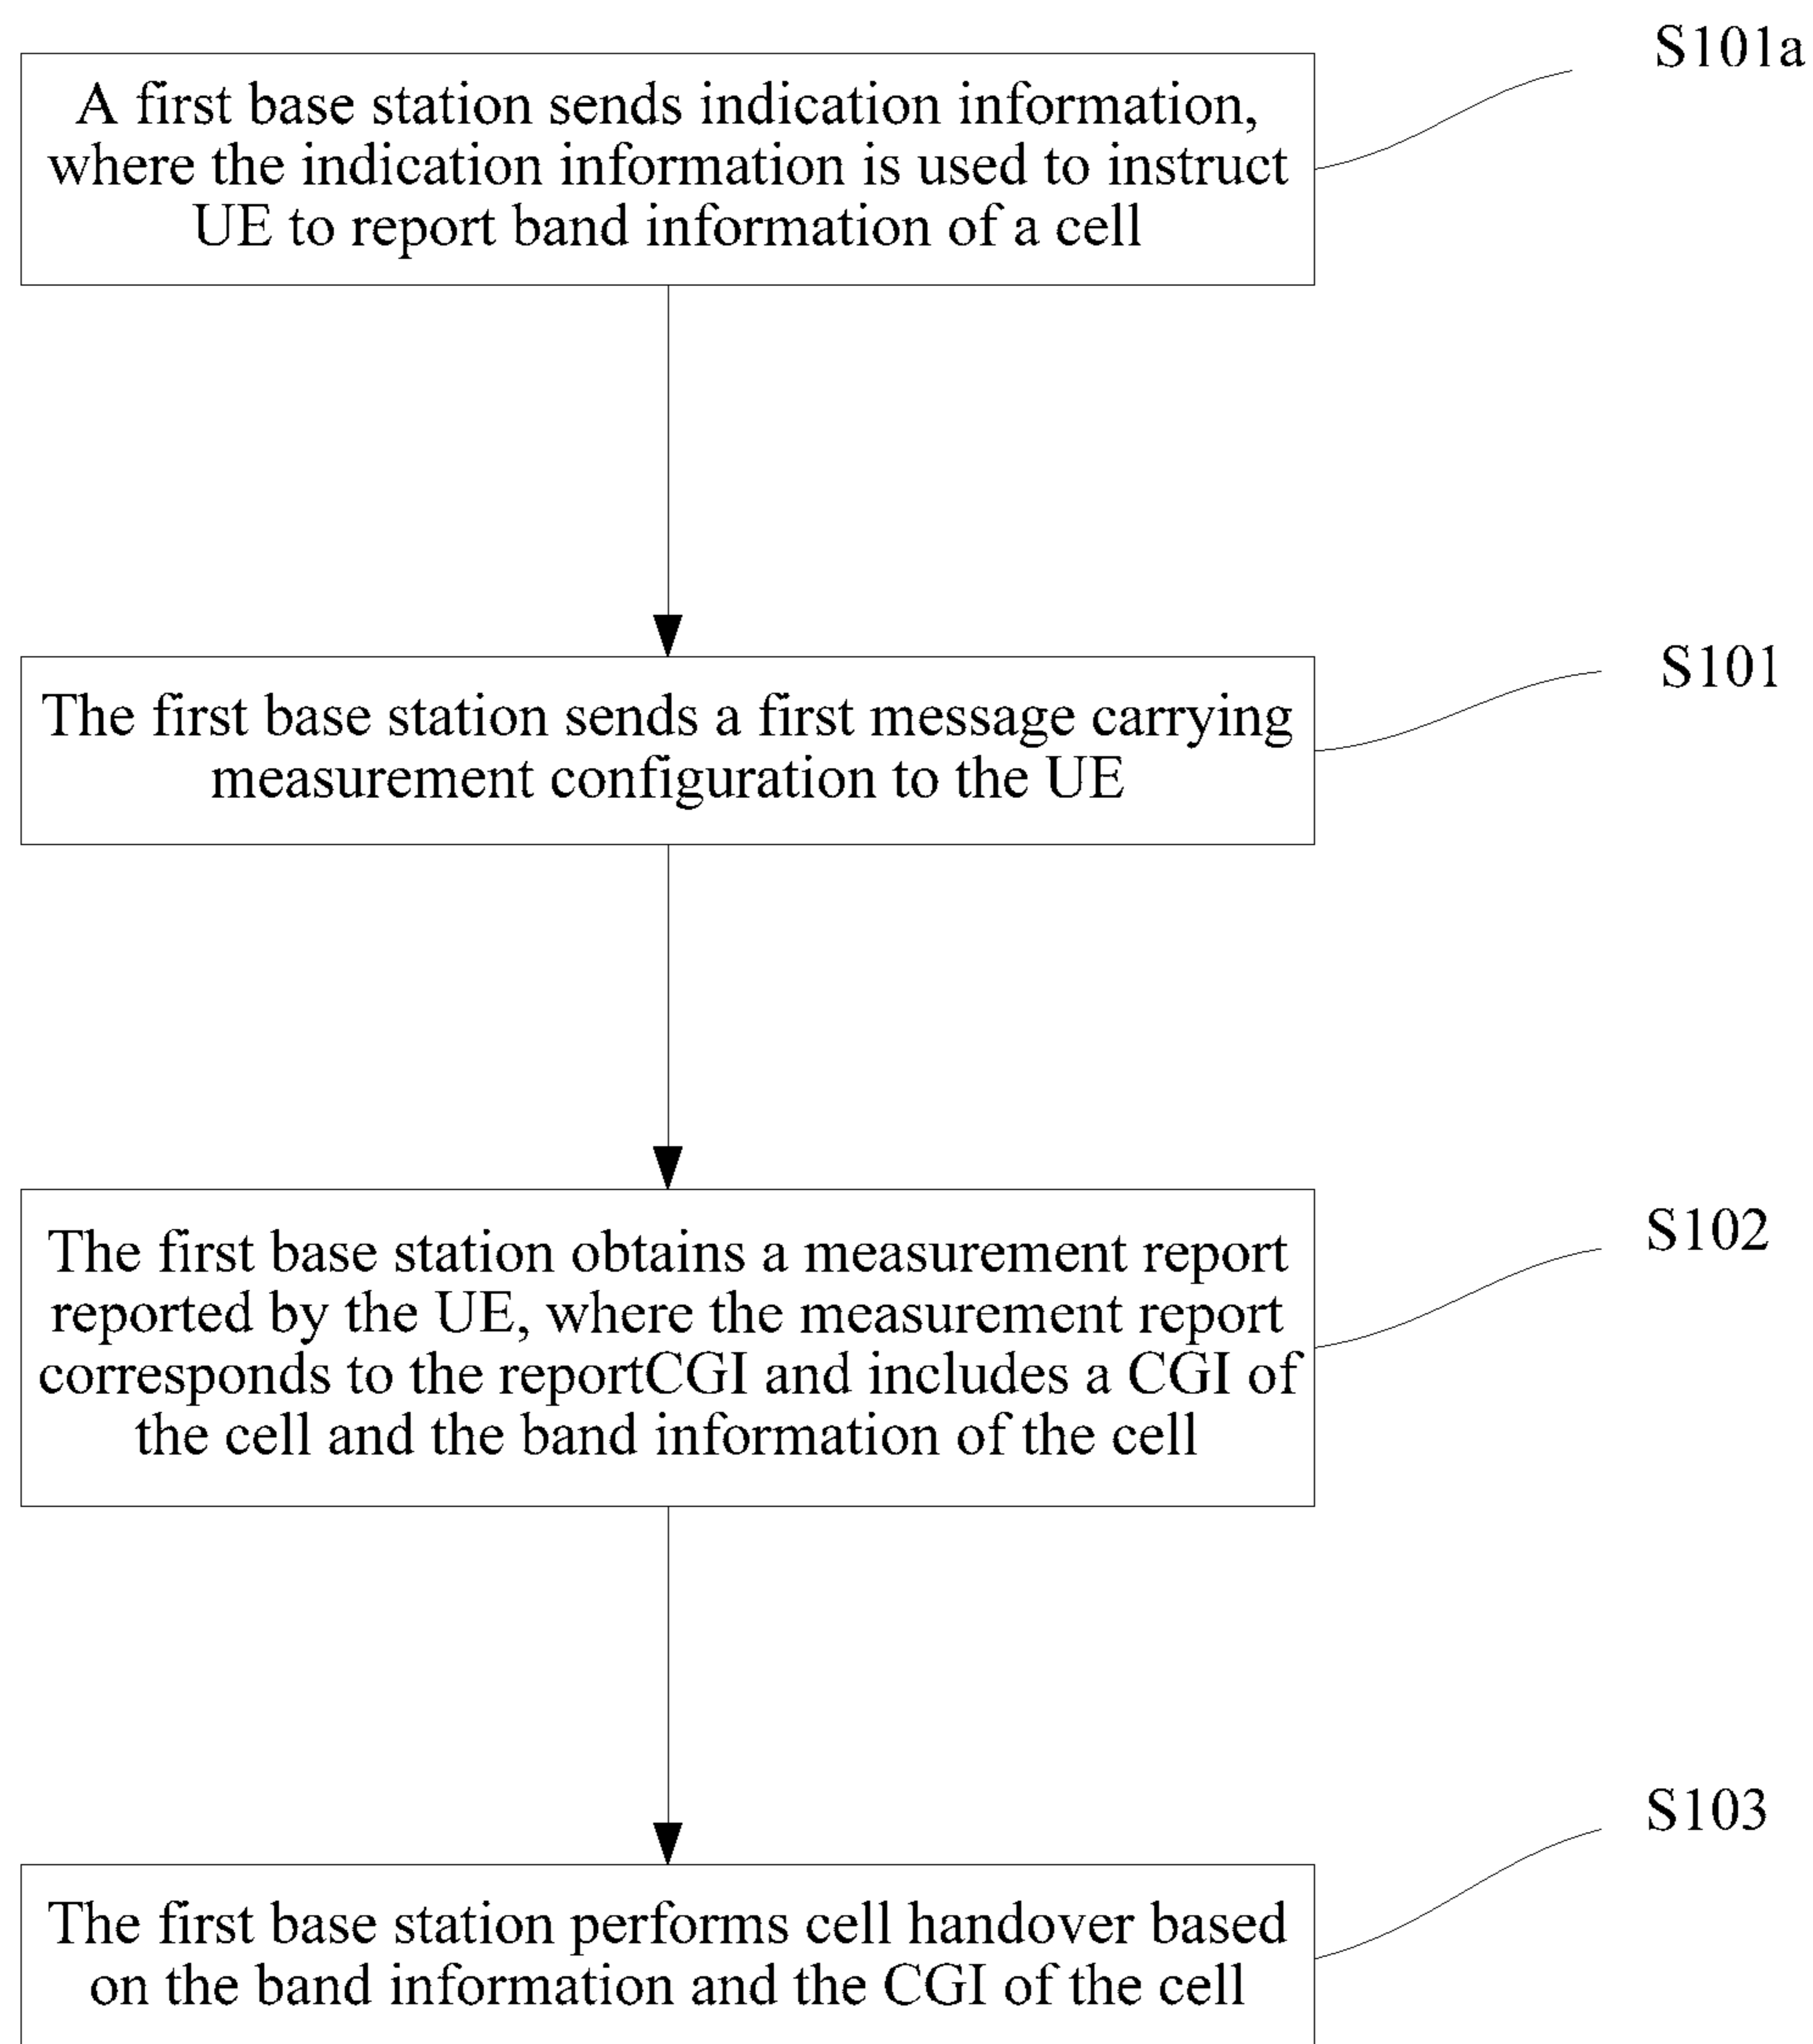 S101a
A first base station sends indication information,
where the indication information is used to instruct
UE to report band information of a cell
S101
The first base station sends a first message carrying
measurement configuration to the UE
S102
The first base station obtains a measurement report
reported by the UE, where the measurement report
corresponds to the reportCGI and includes a CGI of
the cell and the band information of the cell
S103
The first base station performs cell handover based
on the band information and the CGI of the cell